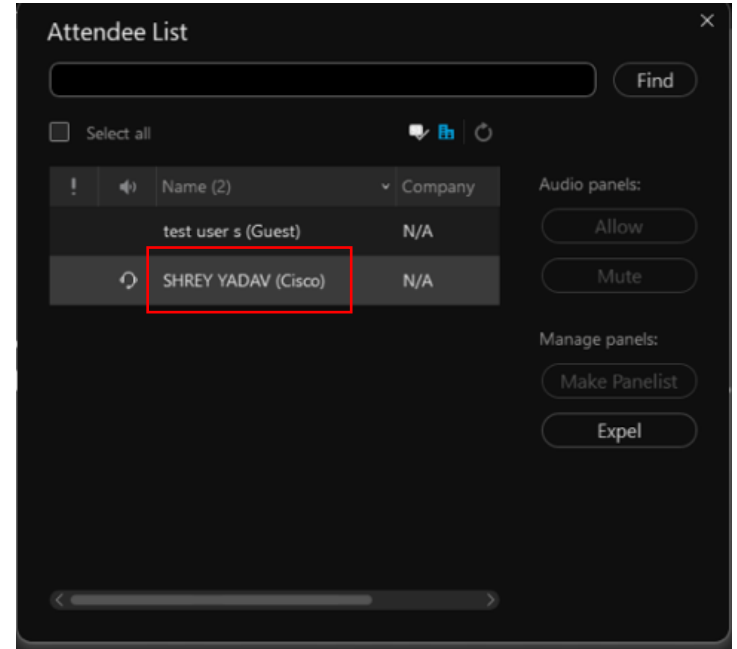 Attendee List
Find
Select all
! Name (2) Company
test user s (Guest) N/A
SHREY YADAV (Cisco) N/A
Audio panels:
Allow
Mute
Manage panels:
Make Panelist
Expel